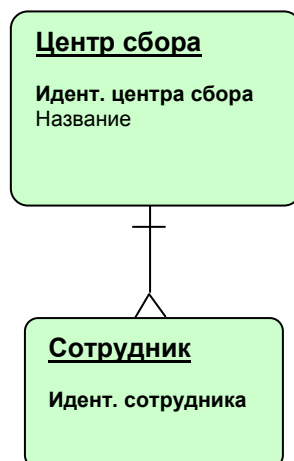 Центр сбора
Идент. центра сбора
Название
Сотрудник
Идент. сотрудника